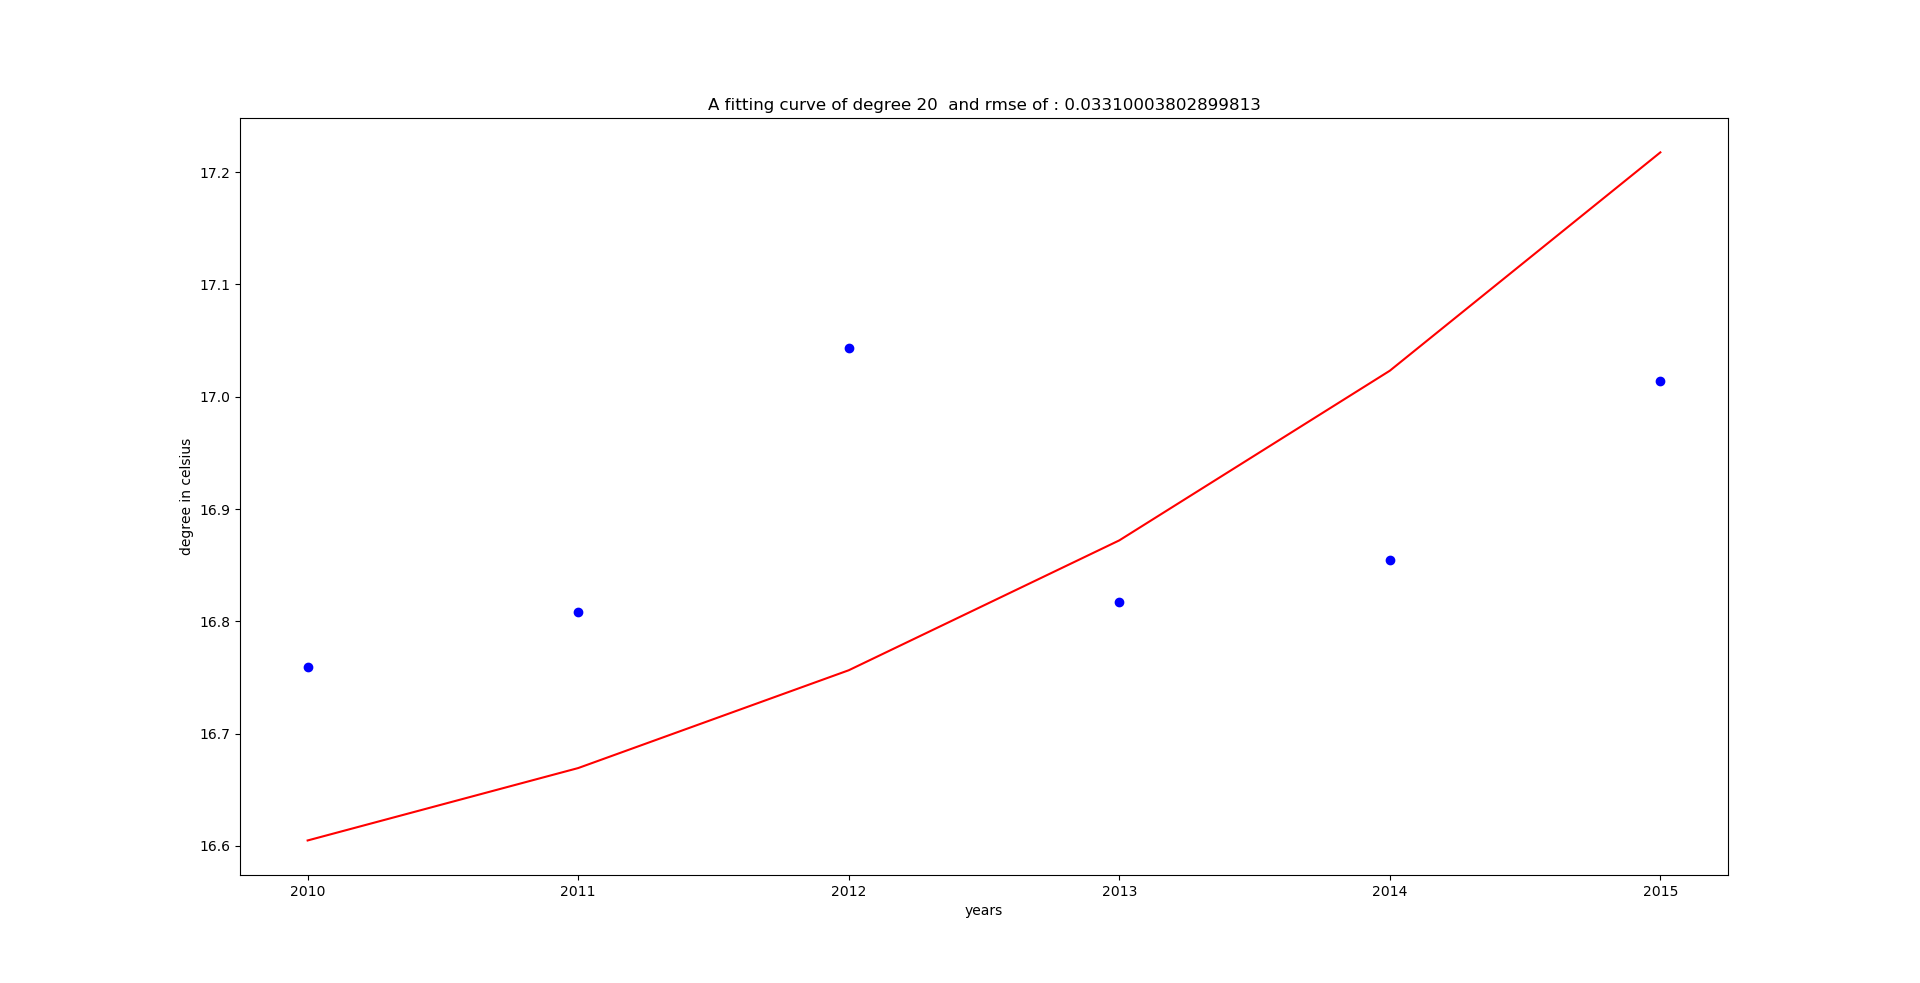 A fitting curve of degree 20  and rmse of : 0.03310003802899813
17.2
17.1
17.0
16.9
16.8
16.7
16.6
degree in celsius
2010 2011 2012 2013 2014 2015
years